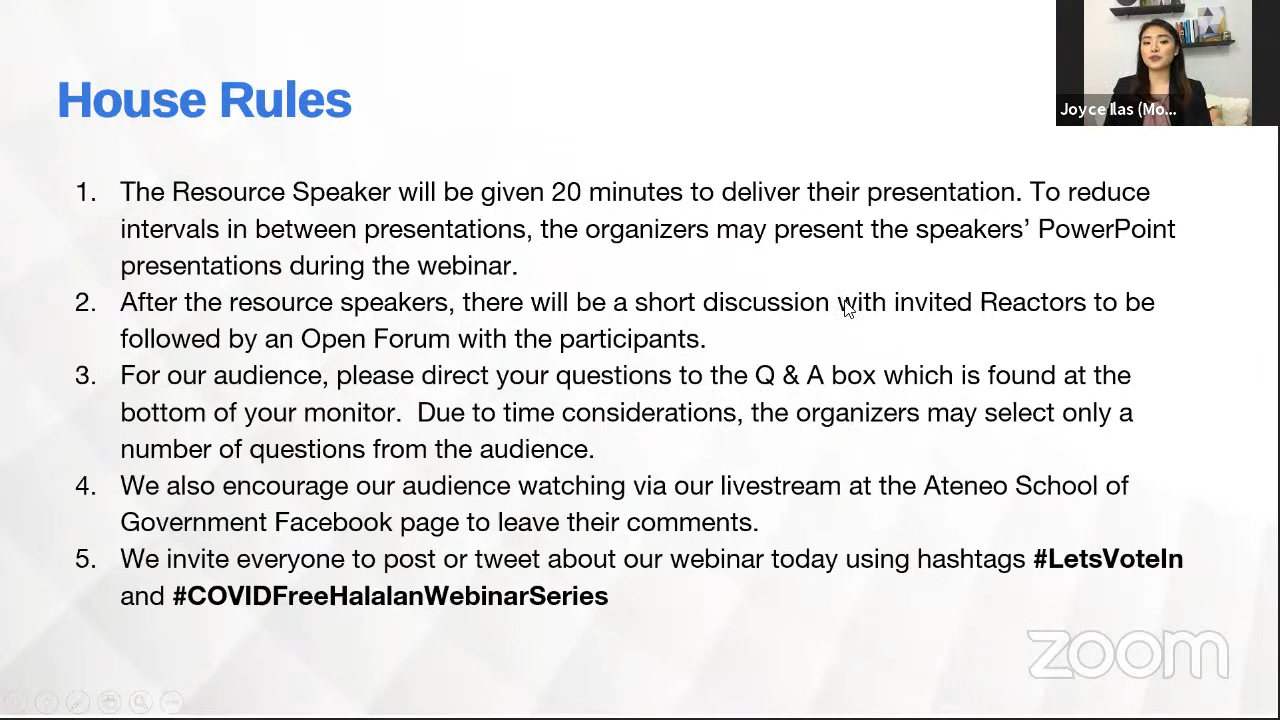 House Rules
Joyce Ilas (Mo...
1. The Resource Speaker will be given 20 minutes to deliver their presentation. To reduce
intervals in between presentations, the organizers may present the speakers’ PowerPoint
presentations during the webinar.
2. After the resource speakers, there will be a short discussion with invited Reactors to be
followed by an Open Forum with the participants.
3. For our audience, please direct your questions to the Q & A box which is found at the
bottom of your monitor.  Due to time considerations, the organizers may select only a
number of questions from the audience.
4. We also encourage our audience watching via our livestream at the Ateneo School of
Government Facebook page to leave their comments.
5. We invite everyone to post or tweet about our webinar today using hashtags #LetsVoteIn
and #COVIDFreeHalalanWebinarSeries
zoom